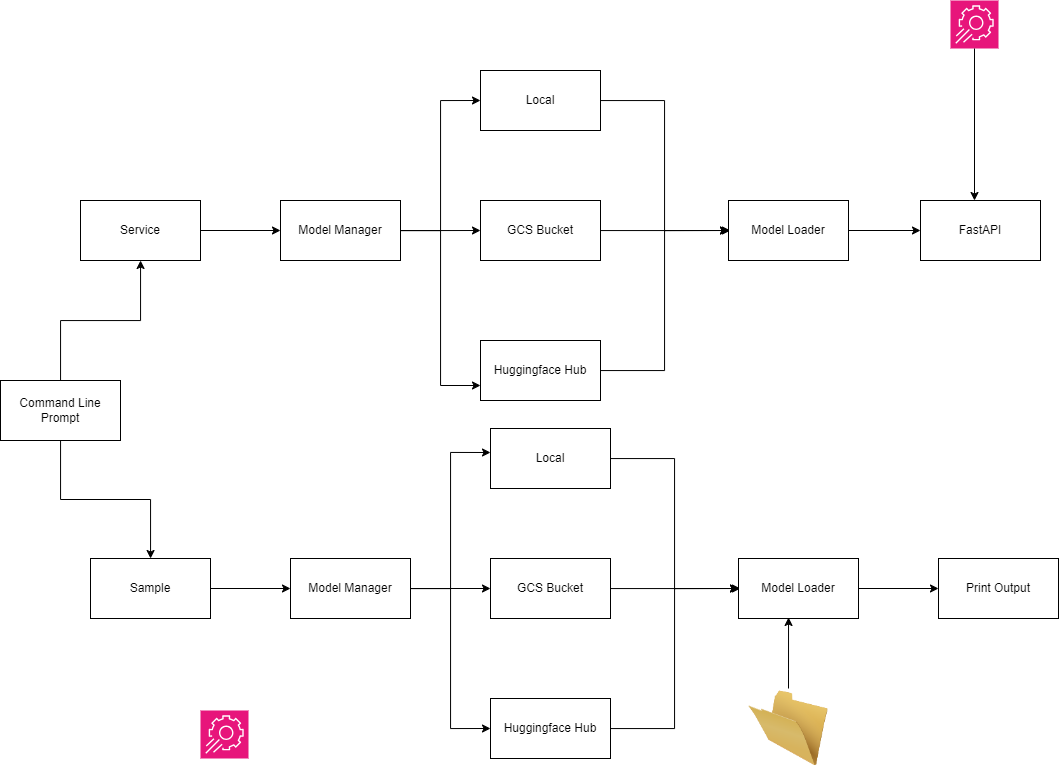 Local
Service
Model Manager
GCS Bucket
Model Loader
FastAPI
Huggingface Hub
Command Line
Prompt
Local
Sample
Model Manager
GCS Bucket
Model Loader
Print Output
Huggingface Hub